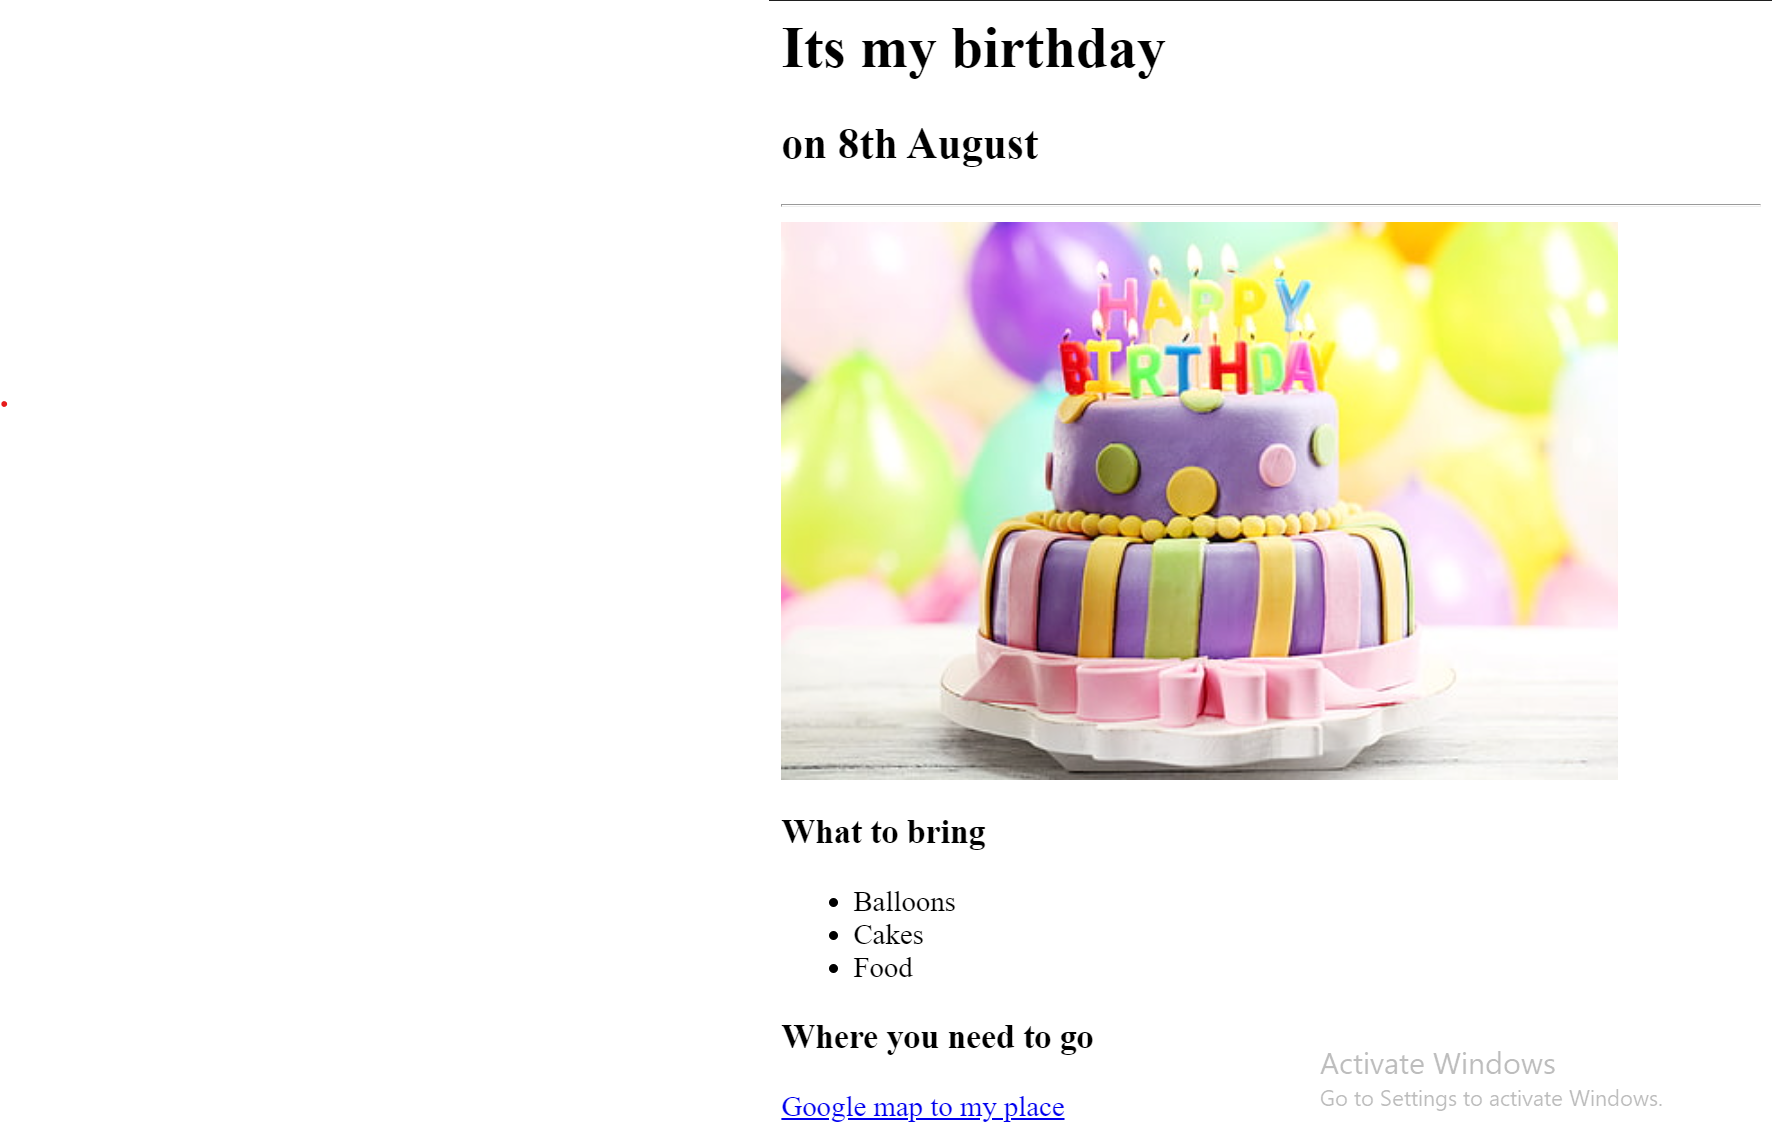 Its my birthday
on 8th August
HAPPY
BIRTHDAY
What to bring
Balloons
Cakes
Food
Where you need to go
Google map to my place
Activate Windows
Go to Settings to activate Windows.